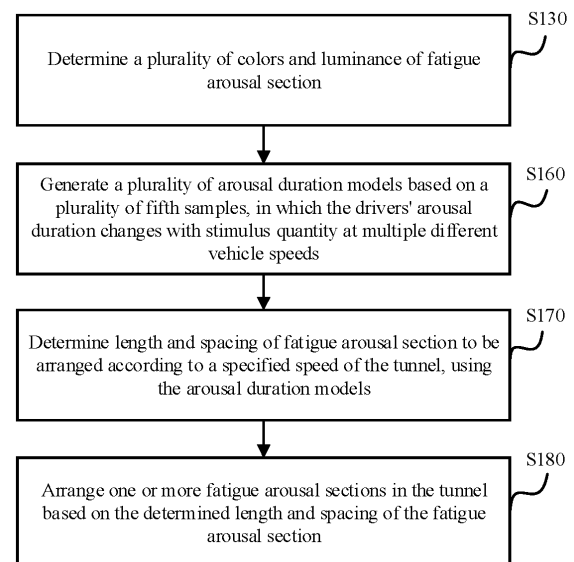 S130
Determine a plurality of colors and luminance of fatigue
arousal section
S160
Generate a plurality of arousal duration models based on a
plurality of fifth samples, in which the drivers' arousal
duration changes with stimulus quantity at multiple different
vehicle speeds
S170
Determine length and spacing of fatigue arousal section to be
arranged according to a specified speed of the tunnel, using
the arousal duration models
S180
Arrange one or more fatigue arousal sections in the tunnel
based on the determined length and spacing of the fatigue
arousal section